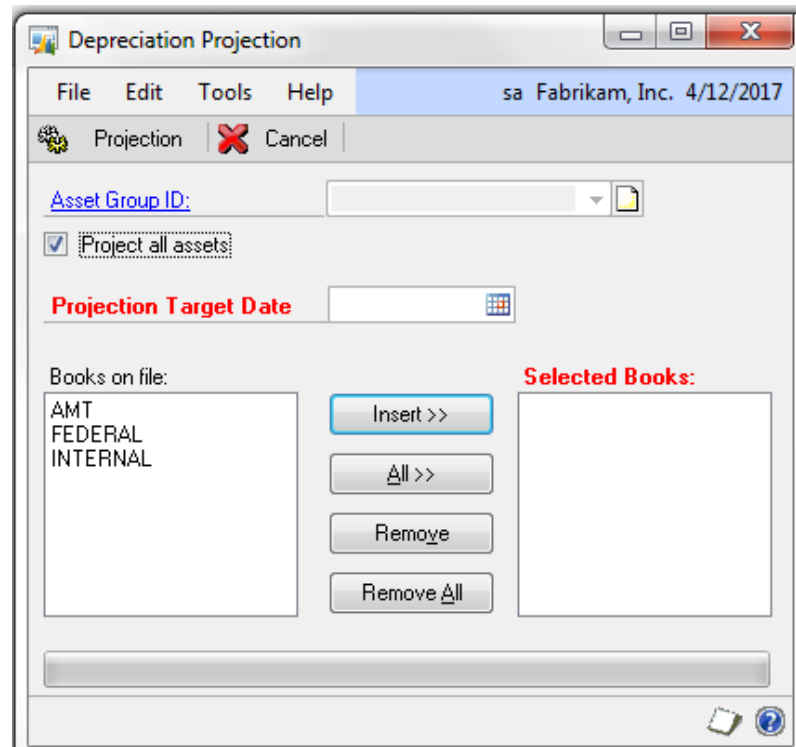 Depreciation Projection
File Edit Tools Help sa Fabrikam, Inc. 4/12/2017
Projection Cancel
Asset Group ID:
Project all assets
Projection Target Date
Books on file:
Selected Books:
AMT
FEDERAL
INTERNAL
Insert >>
All >>
Remove
Remove All